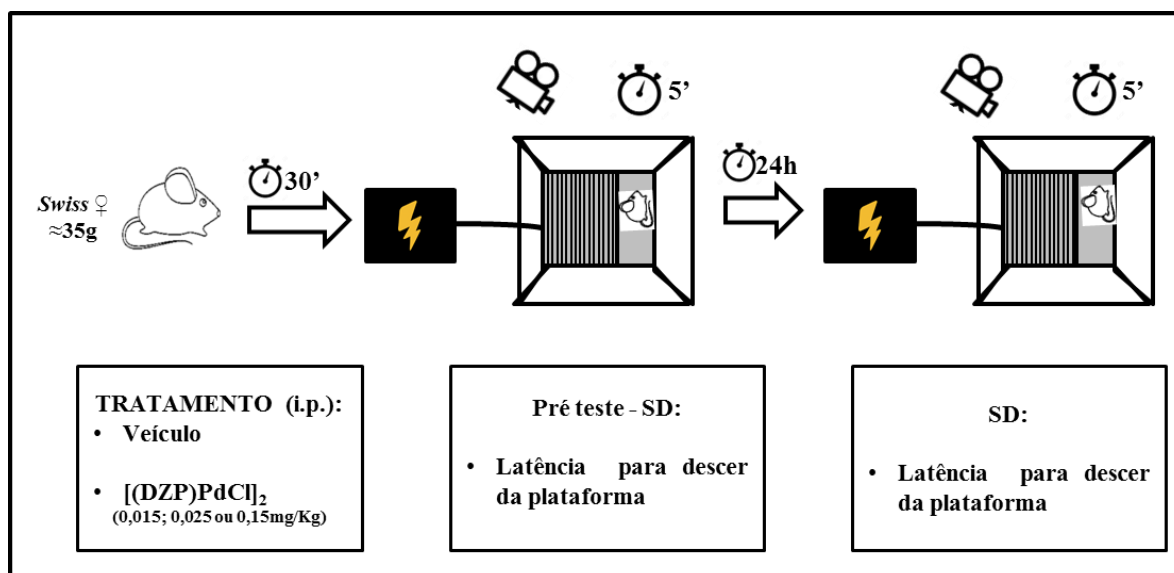 5’
5’
30’
24h
Swiss ♀
≈35g
TRATAMENTO (i.p.):
• Veículo
• [(DZP)PdCl]₂
(0,015; 0,025 ou 0,15mg/Kg)
Pré teste - SD:
• Latência para descer
da plataforma
SD:
• Latência para descer
da plataforma